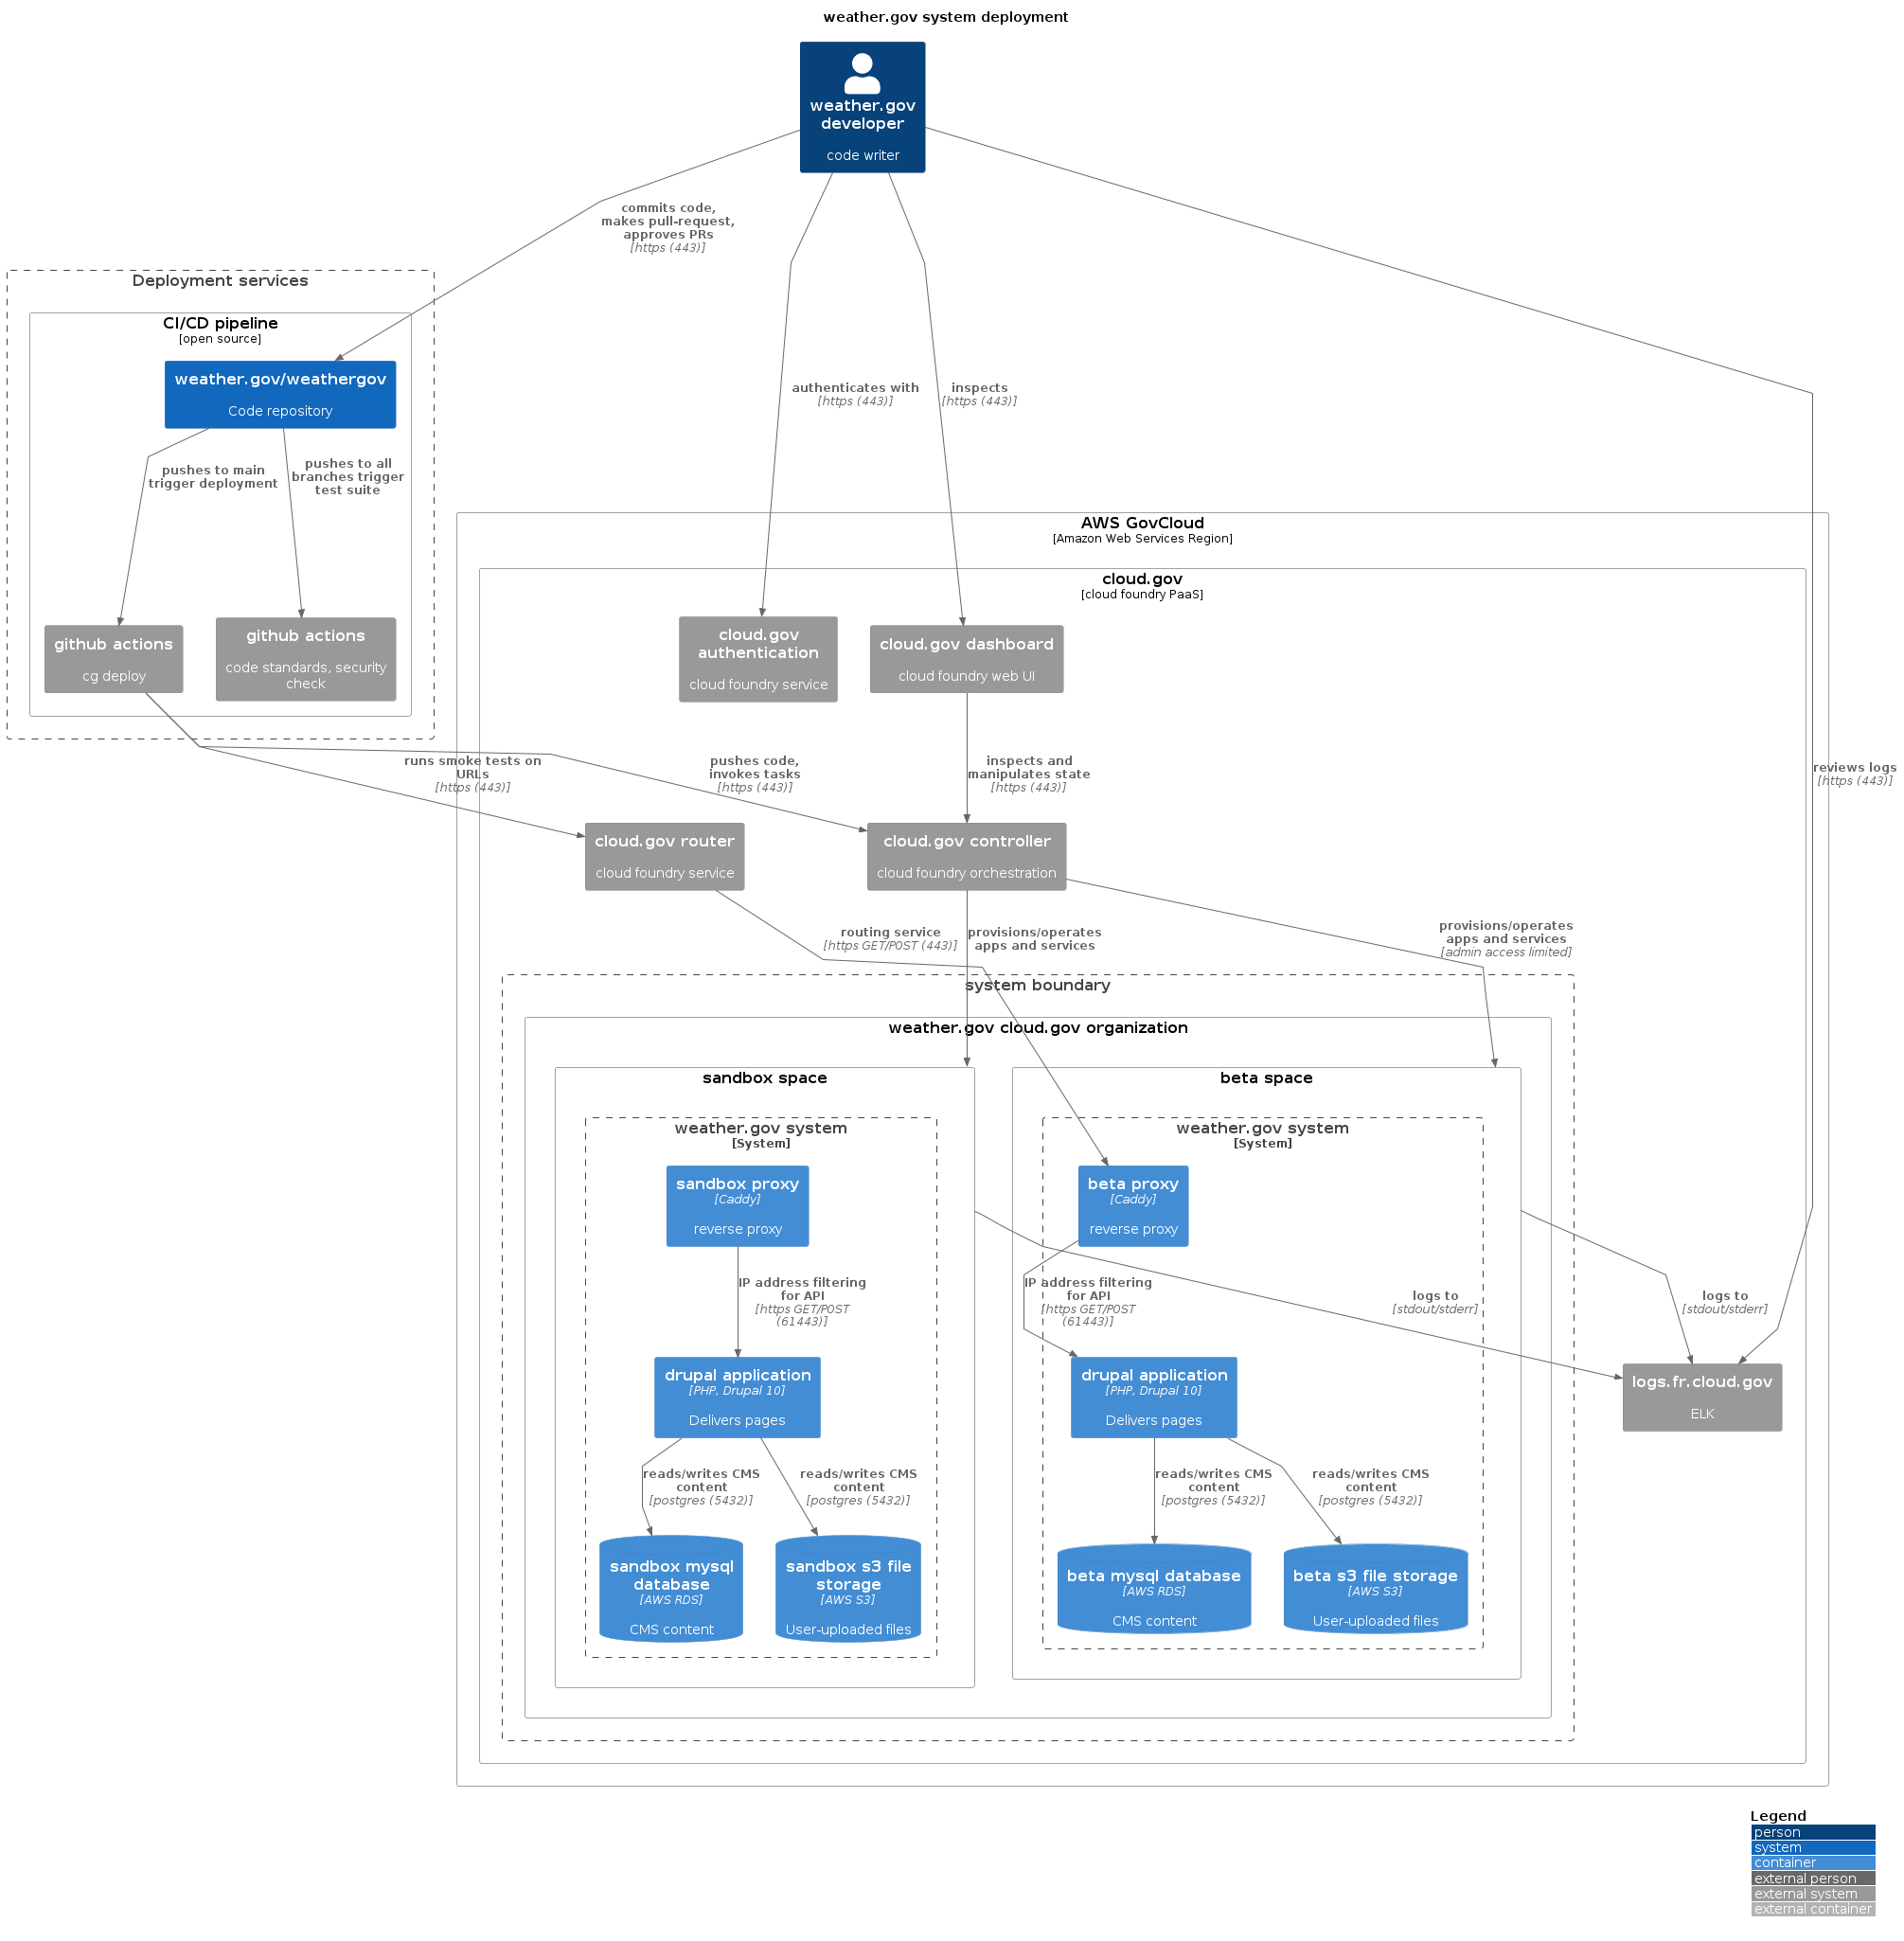 weather.gov system deployment
weather.gov
developer
code writer
commits code,
makes pull-request,
approves PRs
[https (443)]
Deployment services
CI/CD pipeline
[open source]
weather.gov/weathergov
Code repository
authenticates with
[https (443)]
inspects
[https (443)]
pushes to main
trigger deployment
pushes to all
branches trigger
test suite
AWS GovCloud
[Amazon Web Services Region]
cloud.gov
[cloud foundry PaaS]
github actions
cg deploy
github actions
code standards, security
check
cloud.gov
authentication
cloud foundry service
cloud.gov dashboard
cloud foundry web UI
runs smoke tests on
URLs
[https (443)]
pushes code,
invokes tasks
[https (443)]
inspects and
manipulates state
[https (443)]
reviews logs
[https (443)]
cloud.gov router
cloud foundry service
cloud.gov controller
cloud foundry orchestration
routing service
[https GET/POST (443)]
provisions/operates
apps and services
provisions/operates
apps and services
[admin access limited]
system boundary
weather.gov cloud.gov organization
sandbox space
weather.gov system
[System]
sandbox proxy
[Caddy]
reverse proxy
IP address filtering
for API
[https GET/POST
(61443)]
drupal application
[PHP, Drupal 10]
Delivers pages
reads/writes CMS
content
[postgres (5432)]
reads/writes CMS
content
[postgres (5432)]
sandbox mysql
database
[AWS RDS]
CMS content
sandbox s3 file
storage
[AWS S3]
User-uploaded files
beta space
weather.gov system
[System]
beta proxy
[Caddy]
reverse proxy
IP address filtering
for API
[https GET/POST
(61443)]
drupal application
[PHP, Drupal 10]
Delivers pages
reads/writes CMS
content
[postgres (5432)]
reads/writes CMS
content
[postgres (5432)]
beta mysql database
[AWS RDS]
CMS content
beta s3 file storage
[AWS S3]
User-uploaded files
logs to
[stdout/stderr]
logs to
[stdout/stderr]
logs.fr.cloud.gov
ELK
Legend
person
system
container
external person
external system
external container